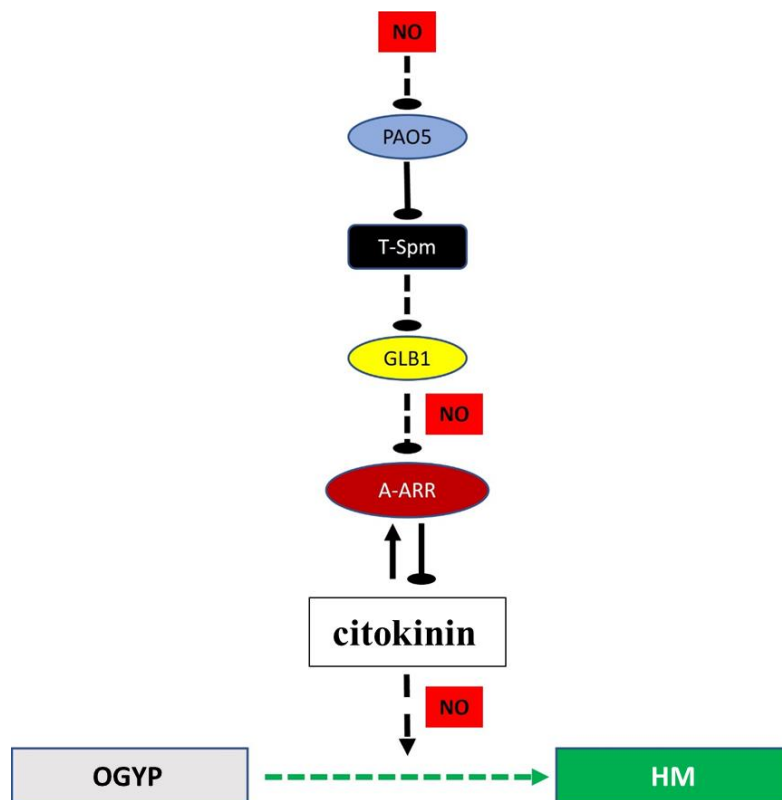 NO
PAO5
T-Spm
GLB1
NO
A-ARR
citokinin
NO
OGYP
HM